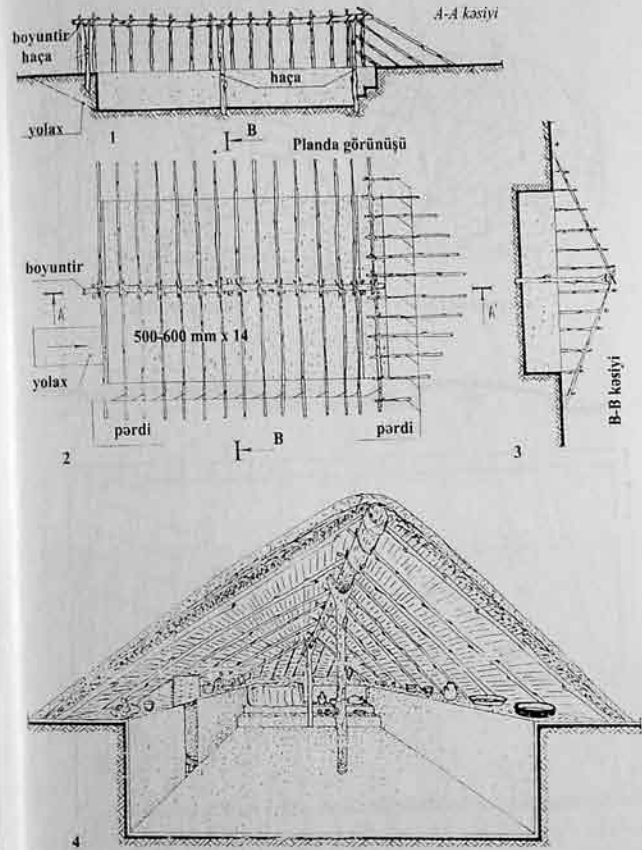 A-A kəsiyi
boyuntir
haça
haça
yolax
1
B
Planda görünüşü
boyuntir
500-600 mm x 14
yolax
pərdi
pərdi
2
B
B-B kəsiyi
3
4